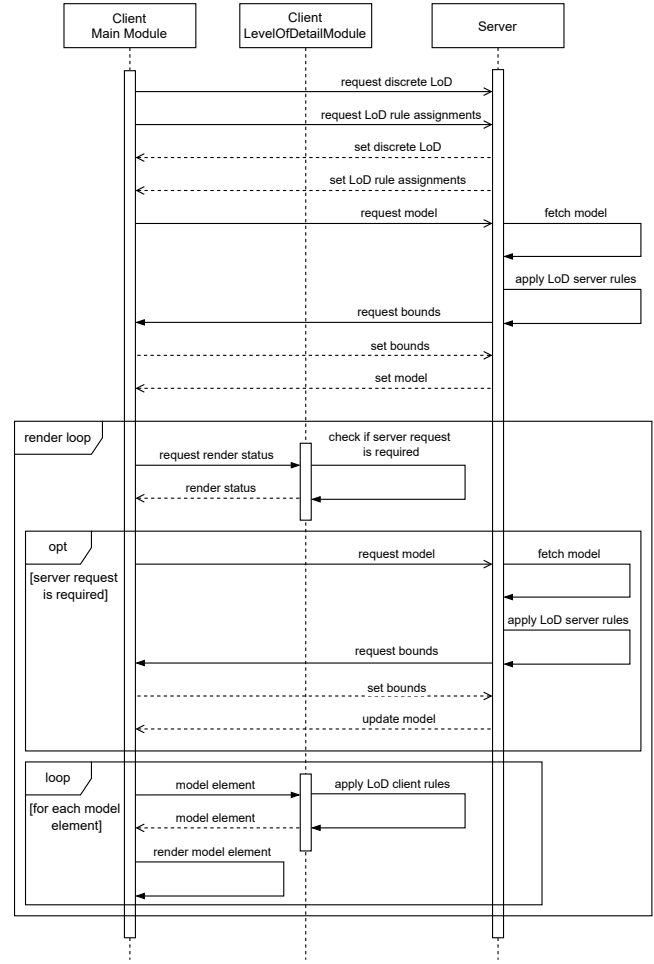 Client
Main Module
Client
LevelOfDetailModule
Server
request discrete LoD
request LoD rule assignments
set discrete LoD
set LoD rule assignments
request model
fetch model
apply LoD server rules
request bounds
set bounds
set model
render loop
check if server request
is required
request render status
render status
opt
request model
fetch model
[server request
is required]
apply LoD server rules
request bounds
set bounds
update model
loop
model element
apply LoD client rules
[for each model
element]
model element
render model element